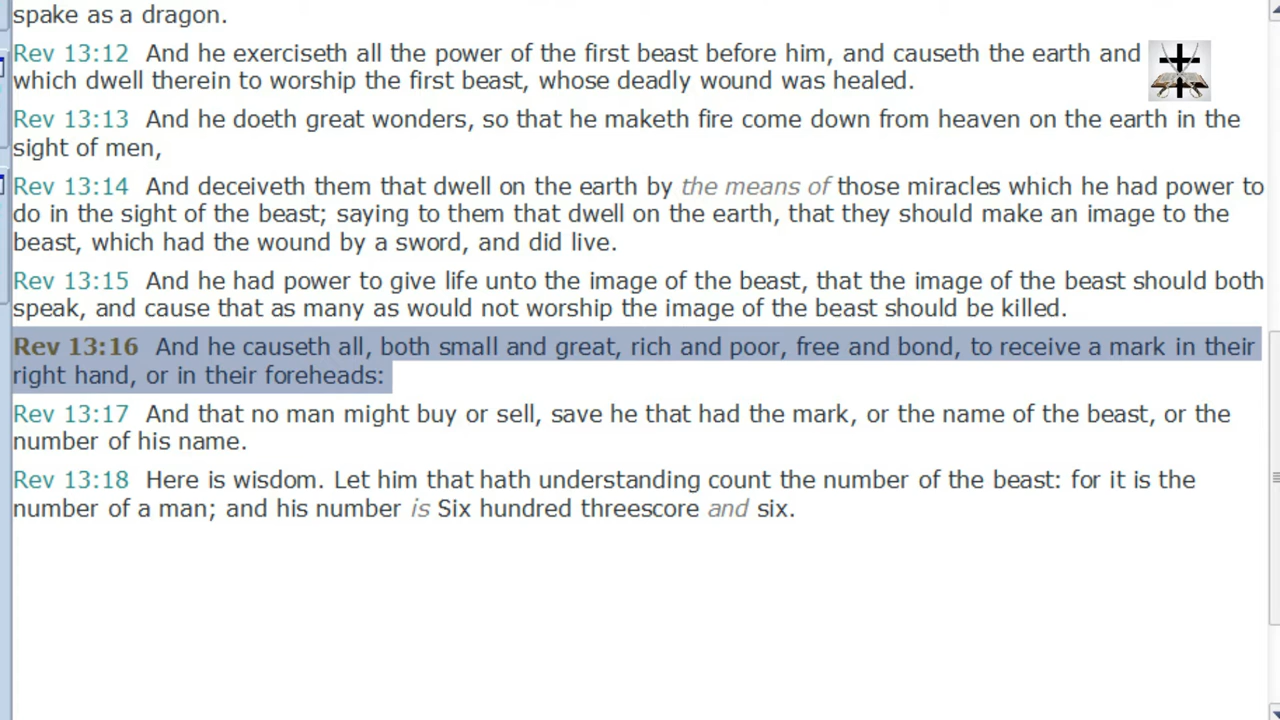 spake as a dragon.
Rev 13:12 And he exerciseth all the power of the first beast before him, and causeth the earth and
which dwell therein to worship the first beast, whose deadly wound was healed.
Rev 13:13 And he doeth great wonders, so that he maketh fire come down from heaven on the earth in the
sight of men,
Rev 13:14 And deceiveth them that dwell on the earth by the means of those miracles which he had power to
do in the sight of the beast; saying to them that dwell on the earth, that they should make an image to the
beast, which had the wound by a sword, and did live.
Rev 13:15 And he had power to give life unto the image of the beast, that the image of the beast should both
speak, and cause that as many as would not worship the image of the beast should be killed.
Rev 13:16 And he causeth all, both small and great, rich and poor, free and bond, to receive a mark in their
right hand, or in their foreheads:
Rev 13:17 And that no man might buy or sell, save he that had the mark, or the name of the beast, or the
number of his name.
Rev 13:18 Here is wisdom. Let him that hath understanding count the number of the beast: for it is the
number of a man; and his number is Six hundred threescore and six.